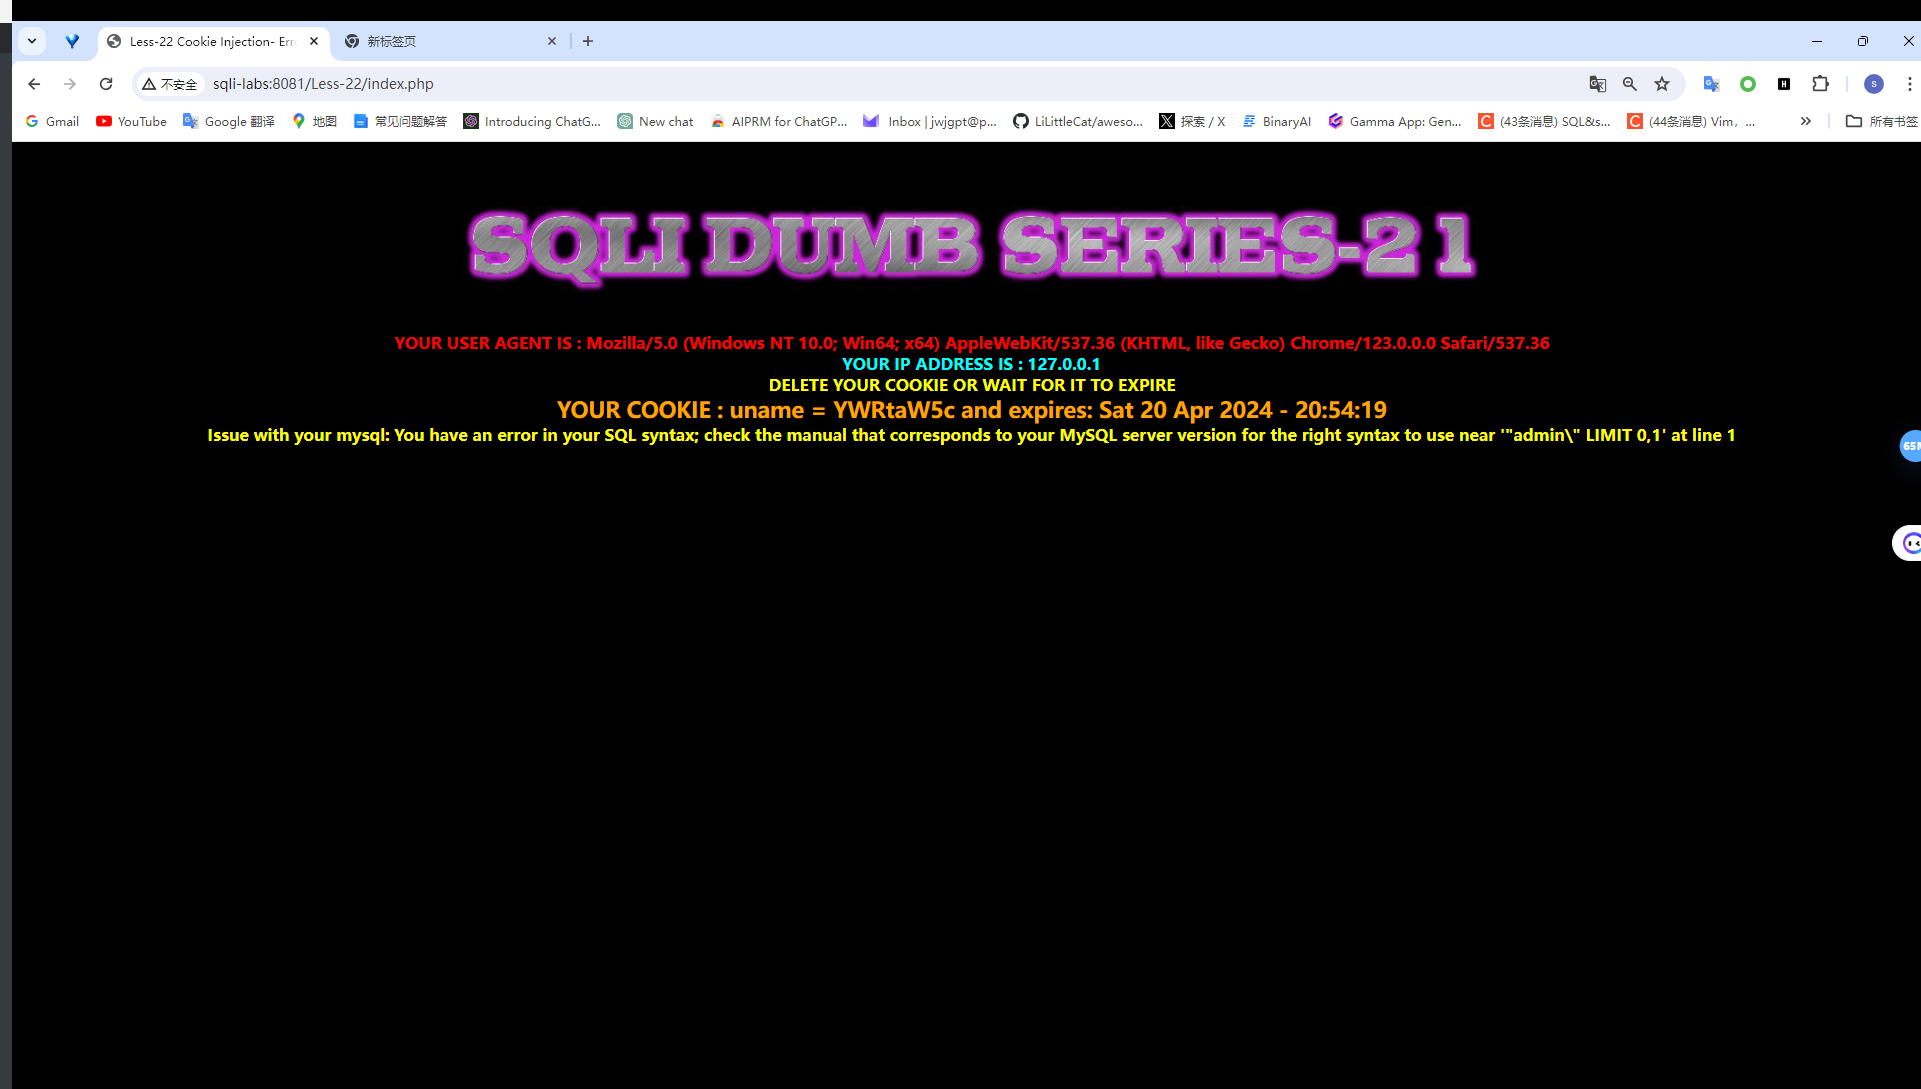 Less-22 Cookie Injection- Err
新标签页
不安全
sqli-labs:8081/Less-22/index.php
S
Gmail
YouTube
Google 翻译
地图
常见问题解答
Introducing ChatG...
New chat
AIPRM for ChatGP...
Inbox | jwjgpt@p...
LiLittleCat/aweso...
探索 / X
BinaryAI
Gamma App: Gen...
(43条消息) SQL&s...
(44条消息) Vim，...
所有书签
SQLI DUMB SERIES-21
YOUR USER AGENT IS : Mozilla/5.0 (Windows NT 10.0; Win64; x64) AppleWebKit/537.36 (KHTML, like Gecko) Chrome/123.0.0.0 Safari/537.36
YOUR IP ADDRESS IS : 127.0.0.1
DELETE YOUR COOKIE OR WAIT FOR IT TO EXPIRE
YOUR COOKIE : uname = YWRtaW5c and expires: Sat 20 Apr 2024 - 20:54:19
Issue with your mysql: You have an error in your SQL syntax; check the manual that corresponds to your MySQL server version for the right syntax to use near '"admin\" LIMIT 0,1' at line 1